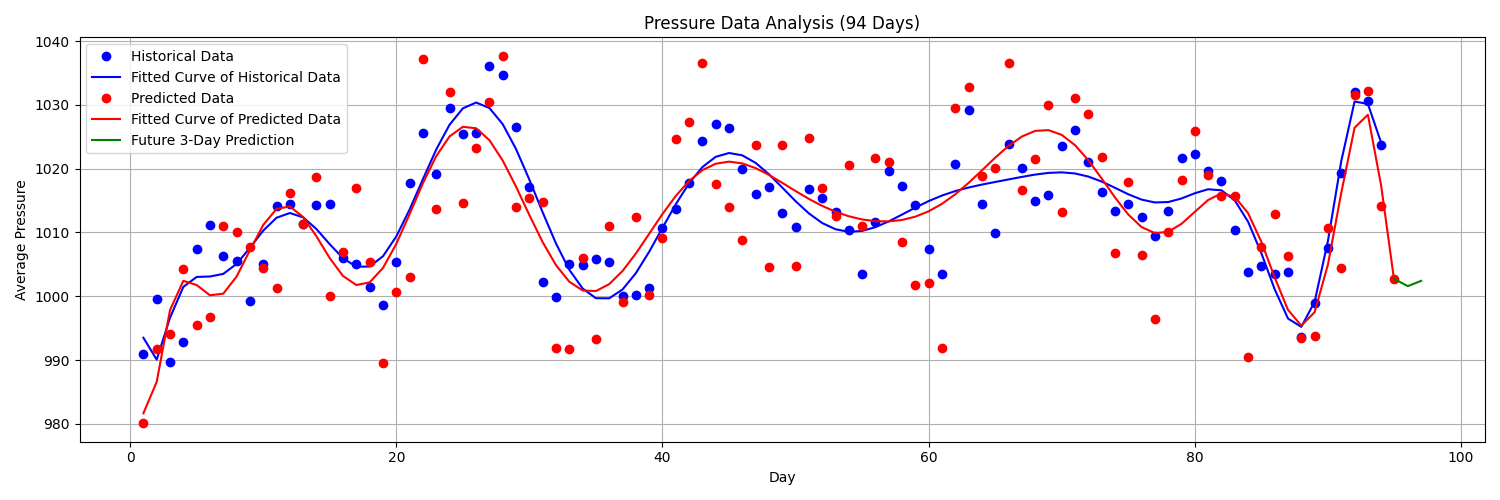 Pressure Data Analysis (94 Days)
Historical Data
Fitted Curve of Historical Data
Predicted Data
Fitted Curve of Predicted Data
Future 3-Day Prediction
Average Pressure
1040
1030
1020
1010
1000
990
980
0 20 40 60 80 100
Day